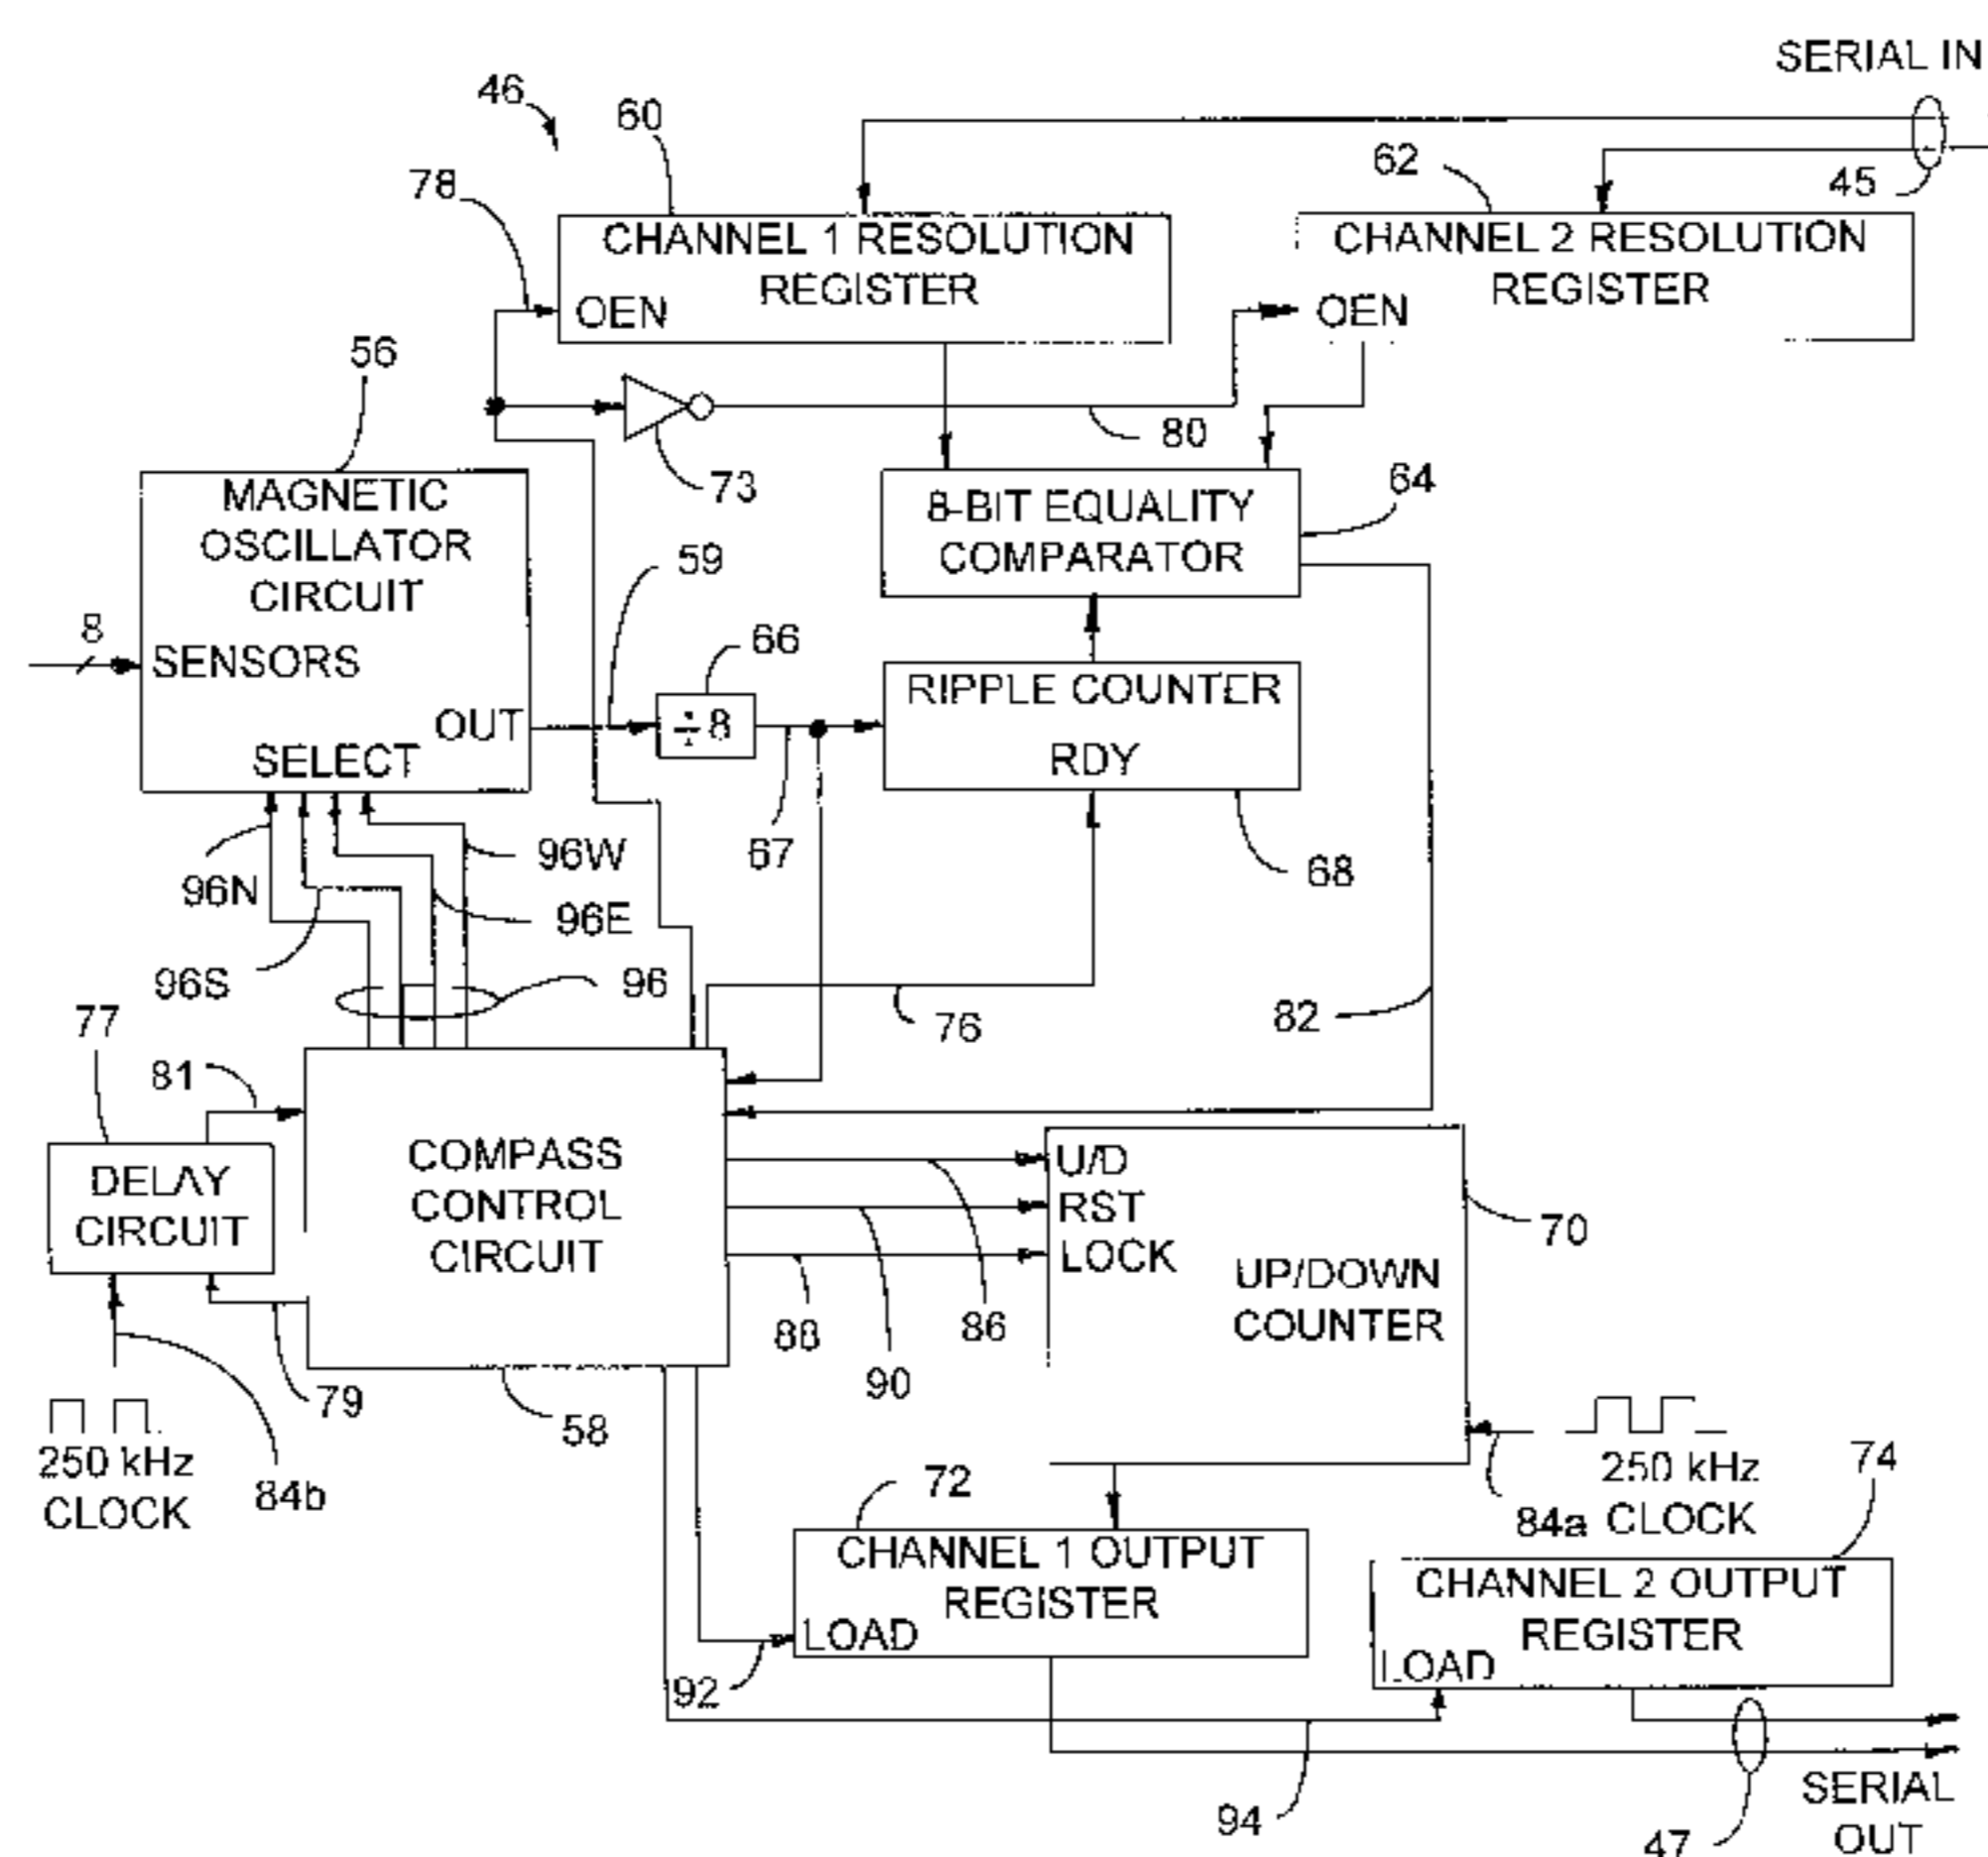 SERIAL IN
46
60
62
45
78
CHANNEL 1 RESOLUTION
REGISTER
OEN
CHANNEL 2 RESOLUTION
REGISTER
OEN
56
80
73
64
MAGNETIC
OSCILLATOR
CIRCUIT
SENSORS
OUT
SELECT
8
8-BIT EQUALITY
COMPARATOR
59
66
÷8
RIPPLE COUNTER
RDY
67
68
96W
96N
96E
96S
96
76
82
77
81
DELAY
CIRCUIT
COMPASS
CONTROL
CIRCUIT
U/D
RST
LOCK
UP/DOWN
COUNTER
70
88
86
90
79
58
250 kHz
CLOCK
84b
72
84a
250 kHz
CLOCK
74
CHANNEL 1 OUTPUT
REGISTER
LOAD
CHANNEL 2 OUTPUT
REGISTER
LOAD
92
94
47
SERIAL
OUT